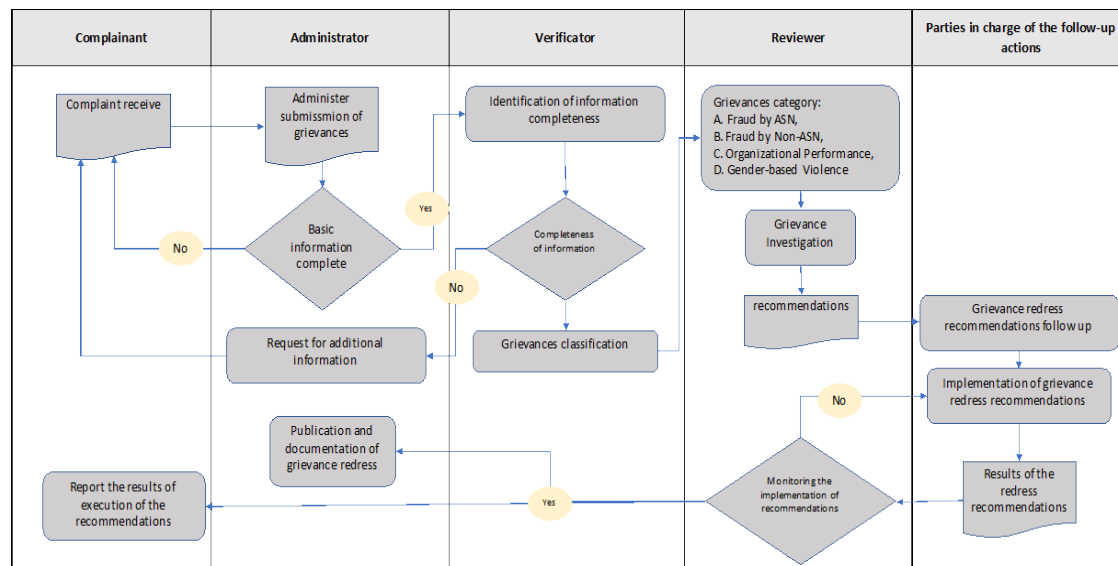 Complainant
Administrator
Verificator
Reviewer
Parties in charge of the follow-up
actions
Complaint receive
Administer
submissmion of
grievances
Identification of information
completeness
Grievances category:
A. Fraud by ASN,
B. Fraud by Non-ASN,
C. Organizational Performance,
D. Gender-based Violence
Yes
Basic
information
complete
No
Completeness
of information
No
Grievance
Investigation
recommendations
Grievance redress
recommendations follow up
Request for additional
information
Grievances classification
Implementation of grievance
redress recommendations
No
Publication and
documentation of
grievance redress
Monitoring the
implementation of
recommendations
Results of the
redress
recommendations
Report the results of
execution of the
recommendations
Yes